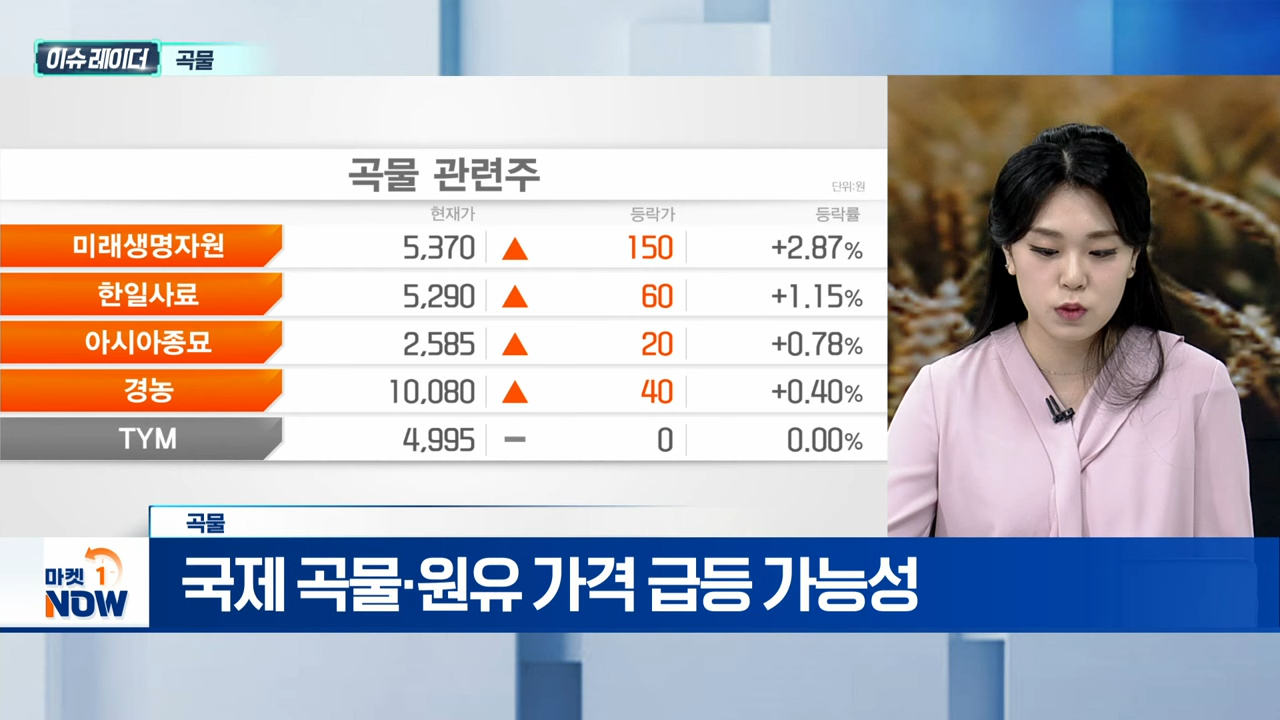 이슈레이더 곡물
곡물 관련주
단위:원
현재가 등락가 등락률
미래생명자원 5,370 ▲ 150 +2.87%
한일사료 5,290 ▲ 60 +1.15%
아시아종묘 2,585 ▲ 20 +0.78%
경농 10,080 ▲ 40 +0.40%
TYM 4,995 - 0 0.00%
곡물
마켓 1
NOW
국제 곡물·원유 가격 급등 가능성